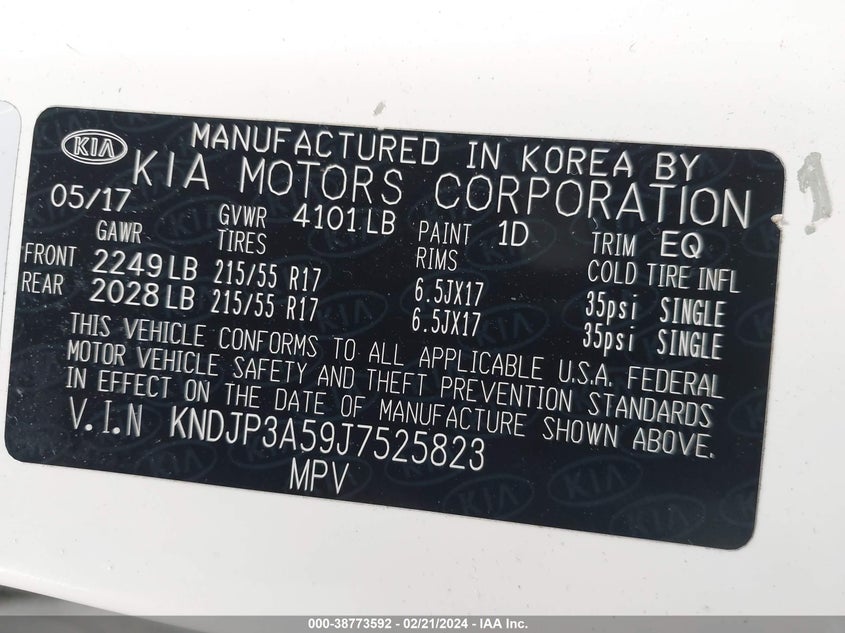 KIA
MANUFACTURED IN KOREA BY
KIA MOTORS CORPORATION
05/17 GVWR 4101 LB PAINT 1D TRIM EQ
GAWR TIRES RIMS COLD TIRE INFL
FRONT 2249 LB 215/55 R17 6.5JX17 35psi SINGLE
REAR 2028 LB 215/55 R17 6.5JX17 35psi SINGLE
THIS VEHICLE CONFORMS TO ALL APPLICABLE U.S.A. FEDERAL
MOTOR VEHICLE SAFETY AND THEFT PREVENTION STANDARDS
IN EFFECT ON THE DATE OF MANUFACTURE SHOWN ABOVE.
V.I.N KNDJP3A59J7525823
MPV
1
000-38773592 - 02/21/2024 - IAA Inc.